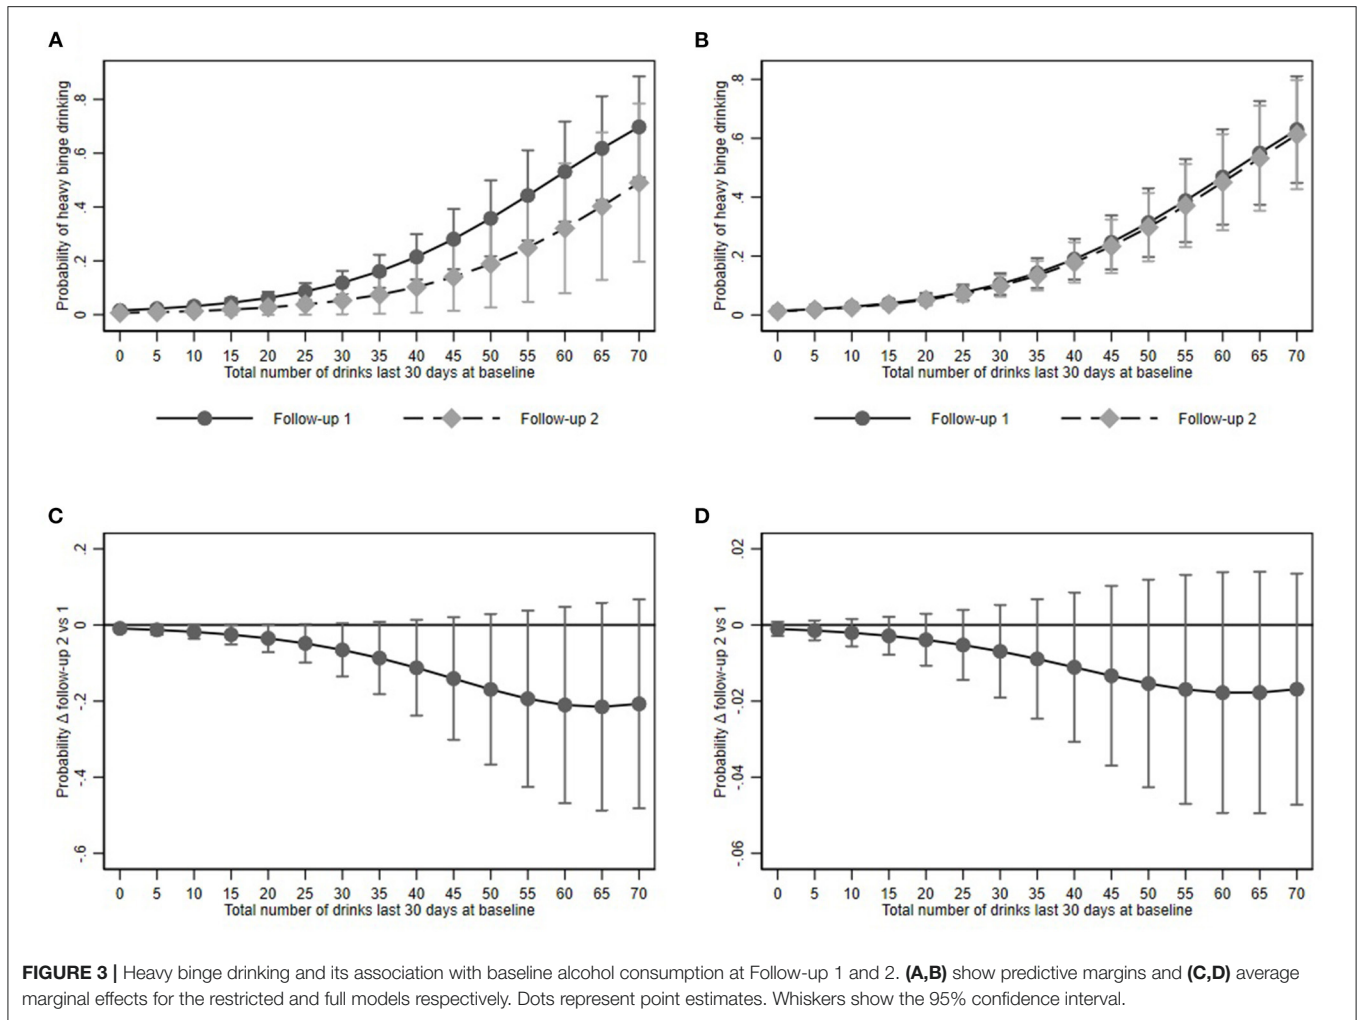 A
Probability of heavy binge drinking
.8
.6
.4
.2
0
0 5 10 15 20 25 30 35 40 45 50 55 60 65 70
Total number of drinks last 30 days at baseline
Follow-up 1 Follow-up 2
B
Probability of heavy binge drinking
.8
.6
.4
.2
0
0 5 10 15 20 25 30 35 40 45 50 55 60 65 70
Total number of drinks last 30 days at baseline
Follow-up 1 Follow-up 2
C
Probability Δ follow-up 2 vs 1
.2
0
-.2
-.4
-.6
0 5 10 15 20 25 30 35 40 45 50 55 60 65 70
Total number of drinks last 30 days at baseline
D
Probability Δ follow-up 2 vs 1
.02
0
-.02
-.04
-.06
0 5 10 15 20 25 30 35 40 45 50 55 60 65 70
Total number of drinks last 30 days at baseline
FIGURE 3 | Heavy binge drinking and its association with baseline alcohol consumption at Follow-up 1 and 2. (A,B) show predictive margins and (C,D) average
marginal effects for the restricted and full models respectively. Dots represent point estimates. Whiskers show the 95% confidence interval.